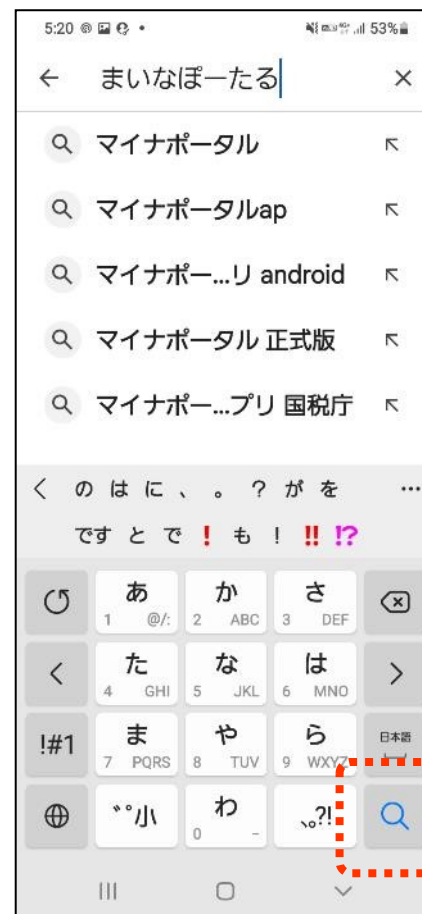 5:20 53%
まいなぽーたる
マイナポータル
マイナポータルap
マイナポー...リ android
マイナポータル 正式版
マイナポー...プリ 国税庁
の は に 、 。 ? が を ...
です と で ! も ! !! !?
あ か さ
1 @/: 2 ABC 3 DEF
た な は
4 GHI 5 JKL 6 MNO
!#1 ま や ら 日本語
7 PQRS 8 TUV 9 WXYZ
゛゜小 わ 、。?!
0 -